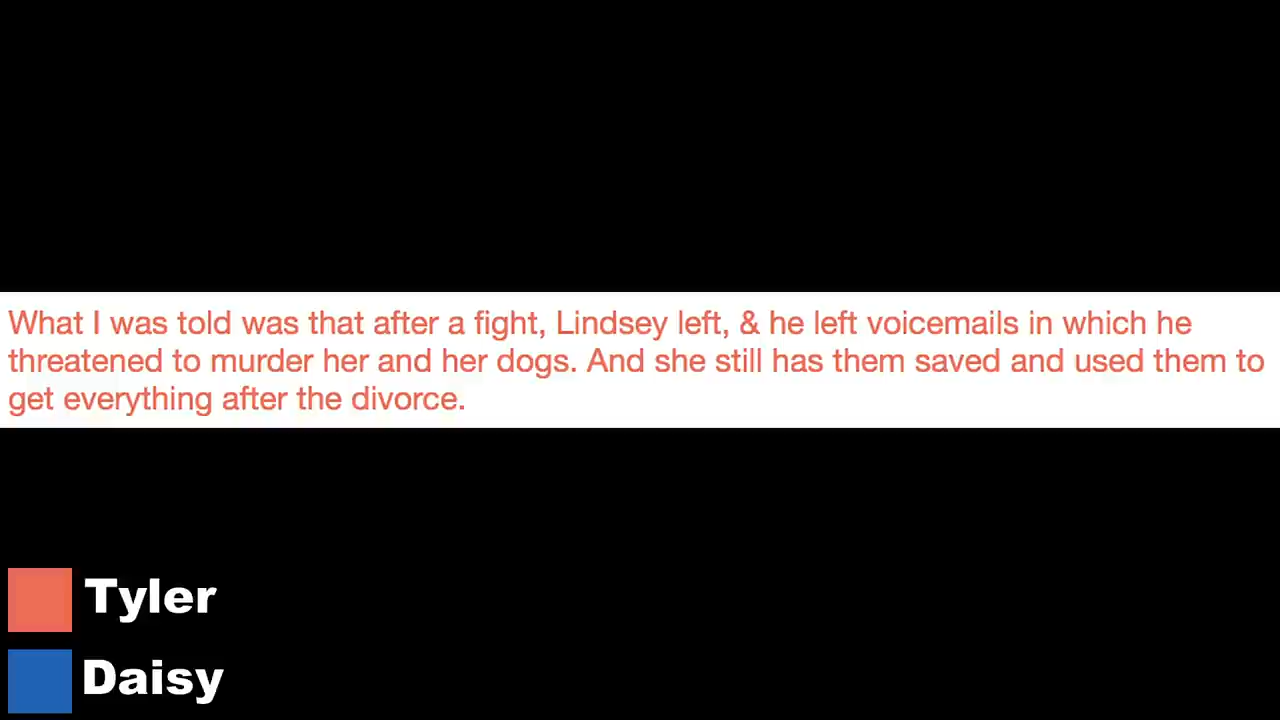 What I was told was that after a fight, Lindsey left, & he left voicemails in which he
threatened to murder her and her dogs. And she still has them saved and used them to
get everything after the divorce.
Tyler
Daisy